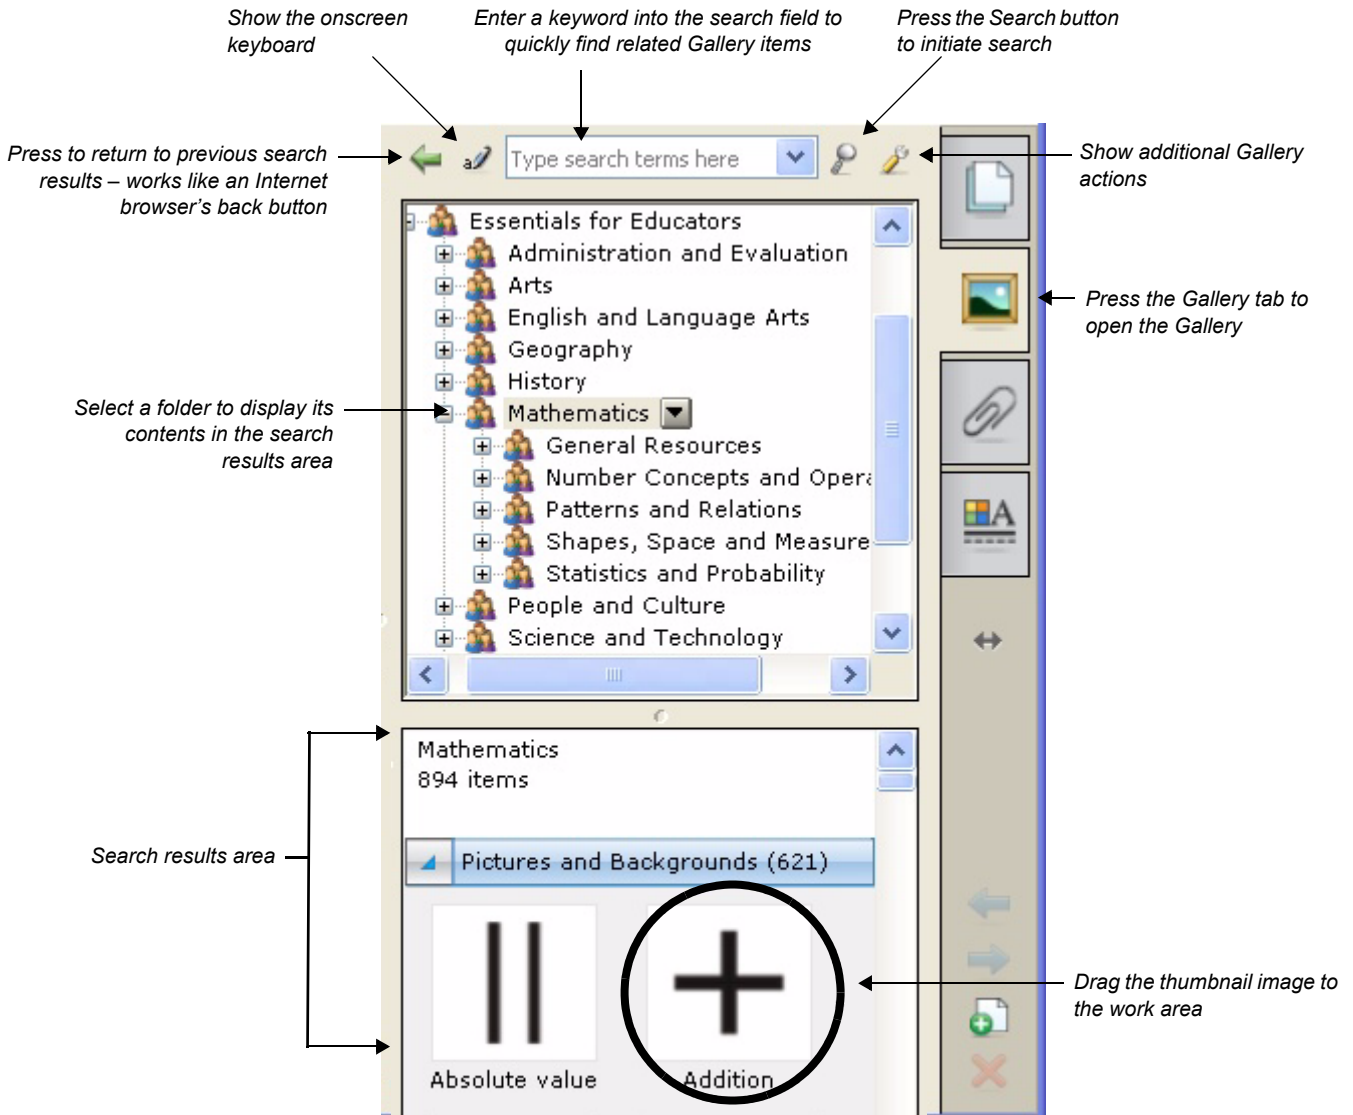 Show the onscreen
keyboard
Enter a keyword into the search field to
quickly find related Gallery items
Press the Search button
to initiate search
Press to return to previous search
results – works like an Internet
browser's back button
a
Type search terms here
Show additional Gallery
actions
Essentials for Educators
Administration and Evaluation
Arts
English and Language Arts
Geography
History
Mathematics
General Resources
Number Concepts and Opera
Patterns and Relations
Shapes, Space and Measure
Statistics and Probability
People and Culture
Science and Technology
Press the Gallery tab to
open the Gallery
Select a folder to display its
contents in the search
results area
A
Mathematics
894 items
Search results area
Pictures and Backgrounds (621)
Absolute value
Addition
Drag the thumbnail image to
the work area